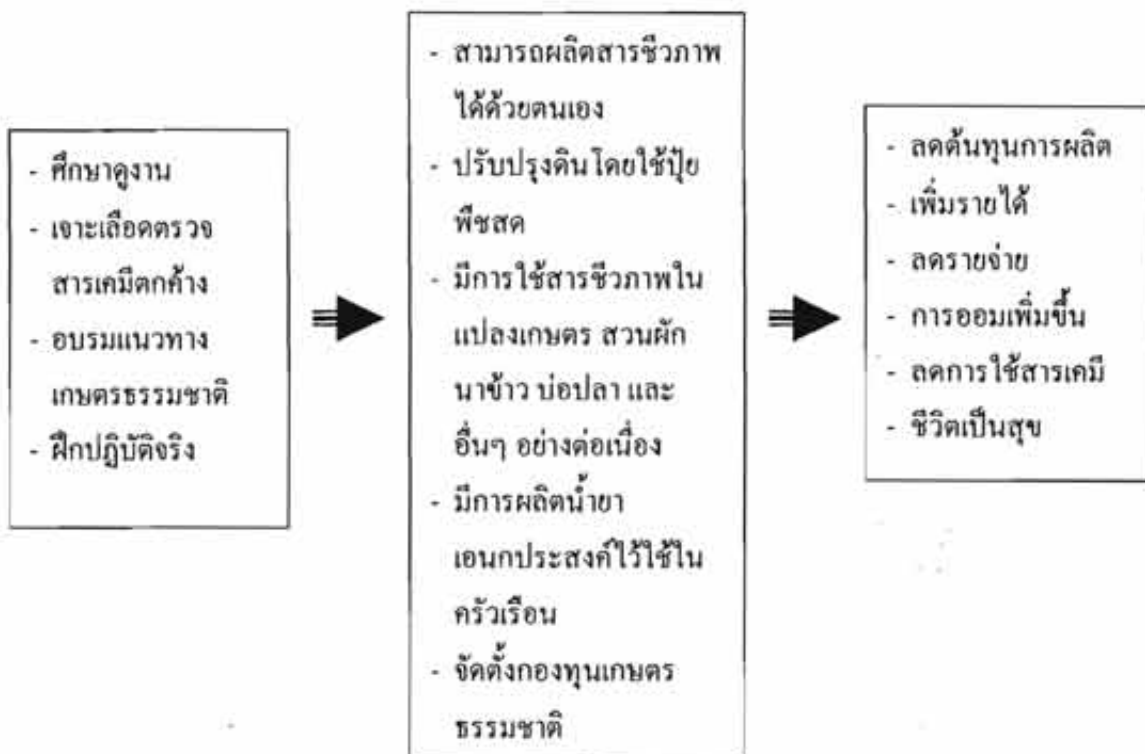 - ศึกษาดูงาน
- เจาะเลือดตรวจ
สารเคมีตกค้าง
- อบรมแนวทาง
เกษตรธรรมชาติ
- ฝึกปฏิบัติจริง
- สามารถผลิตสารชีวภาพ
ได้ด้วยตนเอง
- ปรับปรุงดินโดยใช้ปุ๋ย
พืชสด
- มีการใช้สารชีวภาพใน
แปลงเกษตร สวนผัก
นาข้าว บ่อปลา และ
อื่นๆ อย่างต่อเนื่อง
- มีการผลิตน้ำยา
เอนกประสงค์ไว้ใช้ใน
ครัวเรือน
- จัดตั้งกองทุนเกษตร
ธรรมชาติ
- ลดต้นทุนการผลิต
- เพิ่มรายได้
- ลดรายจ่าย
- การออมเพิ่มขึ้น
- ลดการใช้สารเคมี
- ชีวิตเป็นสุข